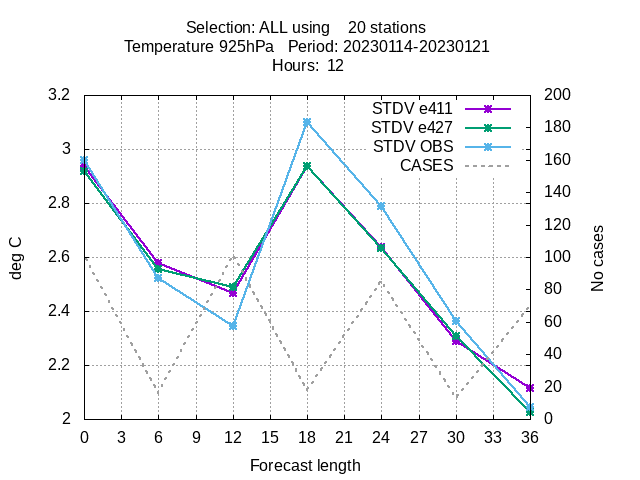 Selection: ALL using    20 stations
Temperature 925hPa   Period: 20230114-20230121
Hours:  12
STDV e411
STDV e427
STDV OBS
CASES
3.2
3
2.8
2.6
2.4
2.2
2
deg C
200
180
160
140
120
100
80
60
40
20
0
No cases
0 3 6 9 12 15 18 21 24 27 30 33 36
Forecast length